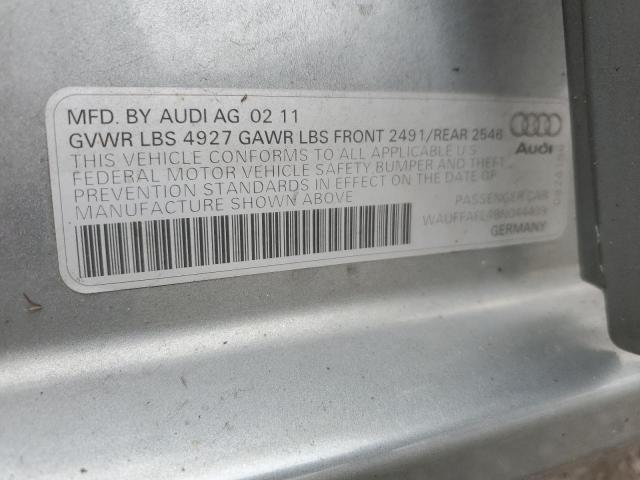 MFD. BY AUDI AG 02 11
GVWR LBS 4927 GAWR LBS FRONT 2491/REAR 2546
THIS VEHICLE CONFORMS TO ALL APPLICABLE U.S.
FEDERAL MOTOR VEHICLE SAFETY BUMPER AND THEFT
PREVENTION STANDARDS IN EFFECT ON THE DATE OF
MANUFACTURE SHOWN ABOVE
Audi
PASSENGER CAR
GERMANY